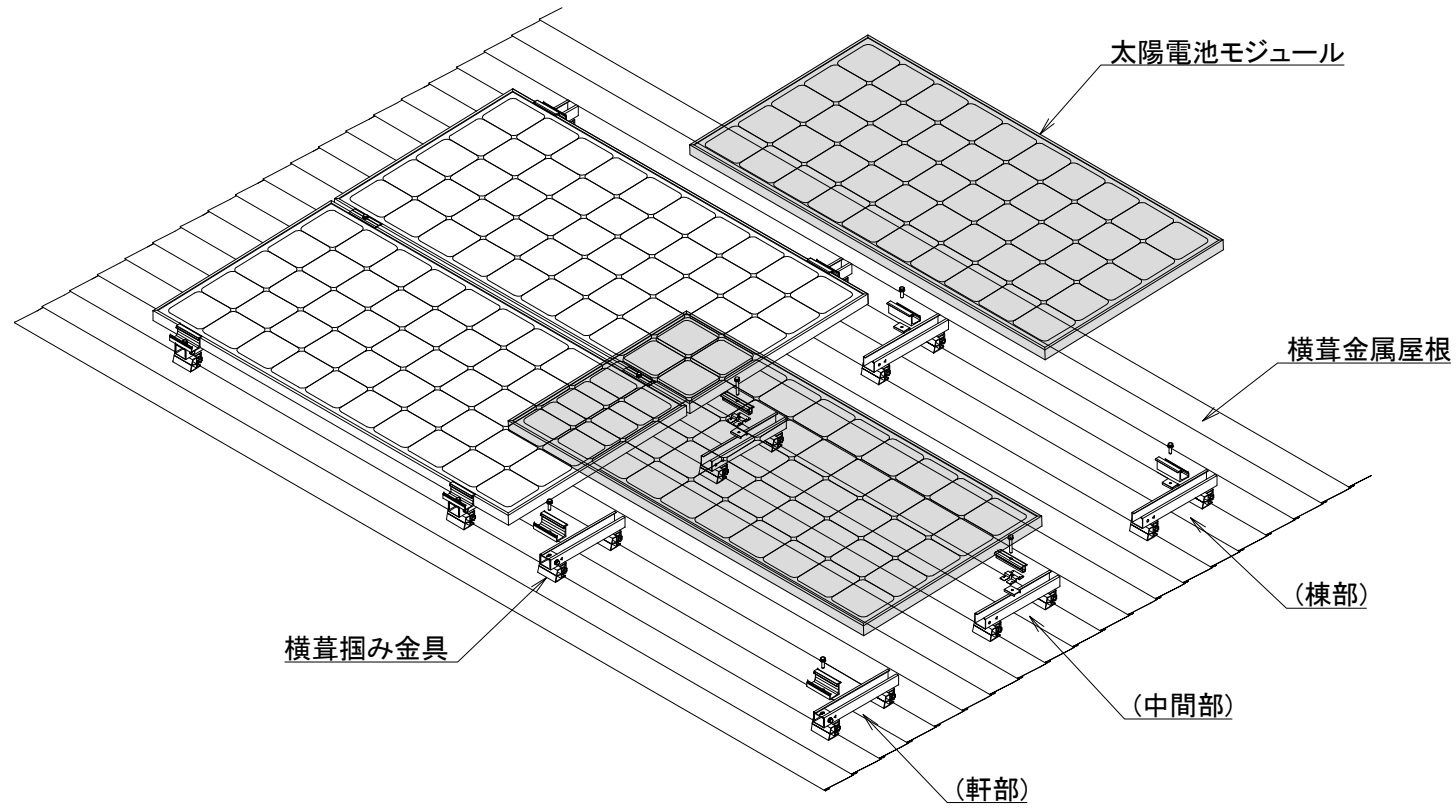 太陽電池モジュール
横葺金属屋根
(棟部)
横葺掴み金具
(中間部)
(軒部)